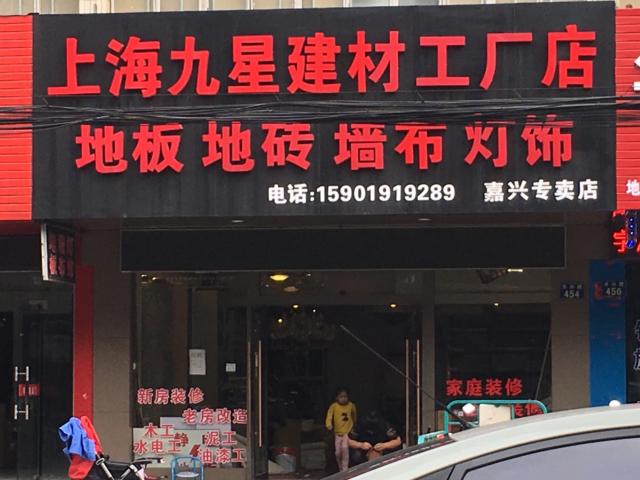 上海九星建材工厂店
地板 地砖 墙布 灯饰
电话:15901919289 嘉兴专卖店
454
456
新房装修
老房改造
木工 泥工
水电工 油漆工
家庭装修
装修